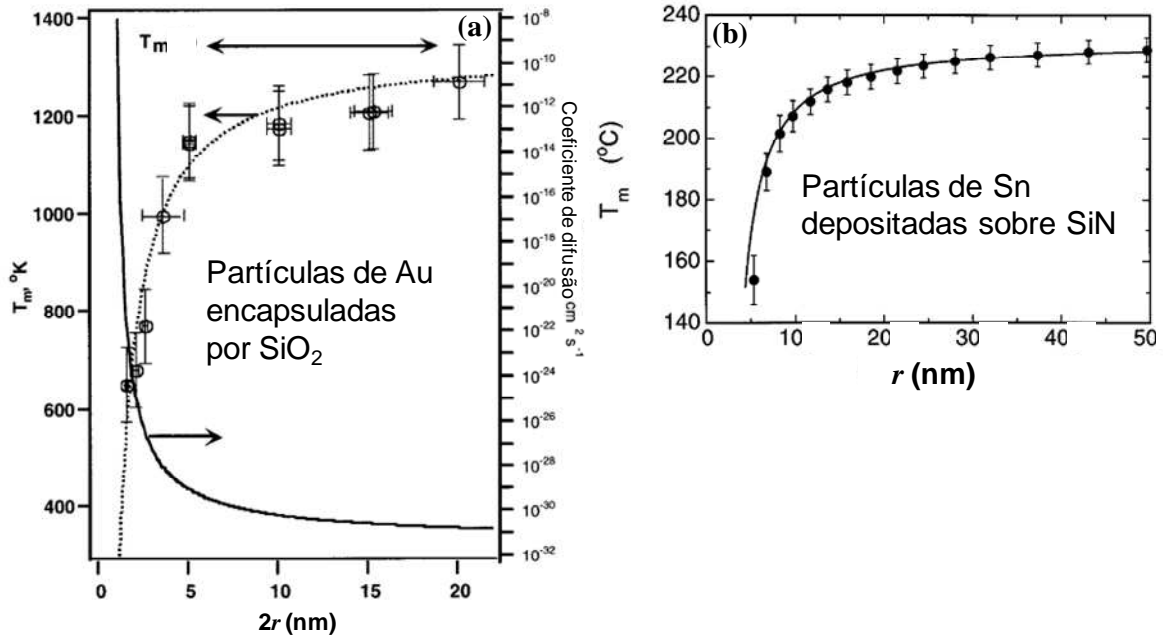 (a)
T_m
1400
1200
1000
800
600
400
T_m, °K
0
5
10
15
20
2r (nm)
10^-8
10^-10
10^-12
10^-14
10^-16
10^-18
10^-20
10^-22
10^-24
10^-26
10^-28
10^-30
10^-32
Coeficiente de difusão cm² s⁻¹
Partículas de Au
encapsuladas
por SiO₂
(b)
240
220
200
180
160
140
T_m (°C)
0
10
20
30
40
50
r (nm)
Partículas de Sn
depositadas sobre SiN